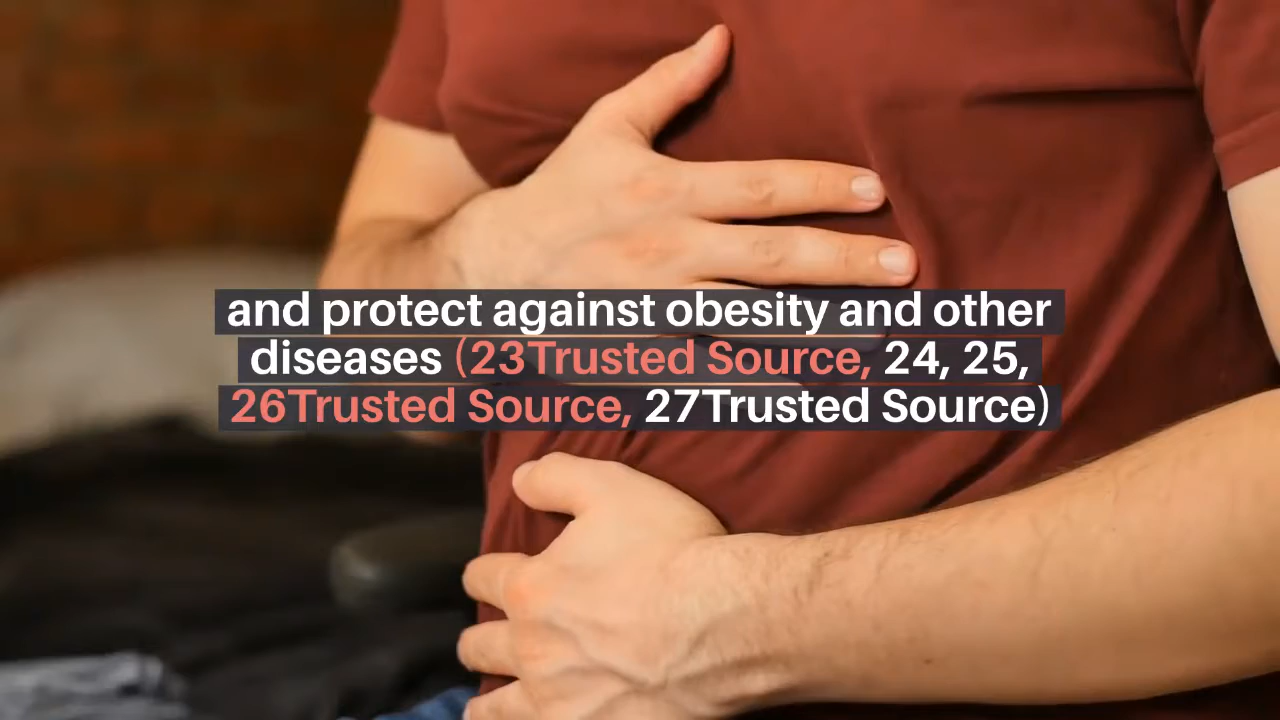 and protect against obesity and other
diseases (23Trusted Source, 24, 25,
26Trusted Source, 27Trusted Source)